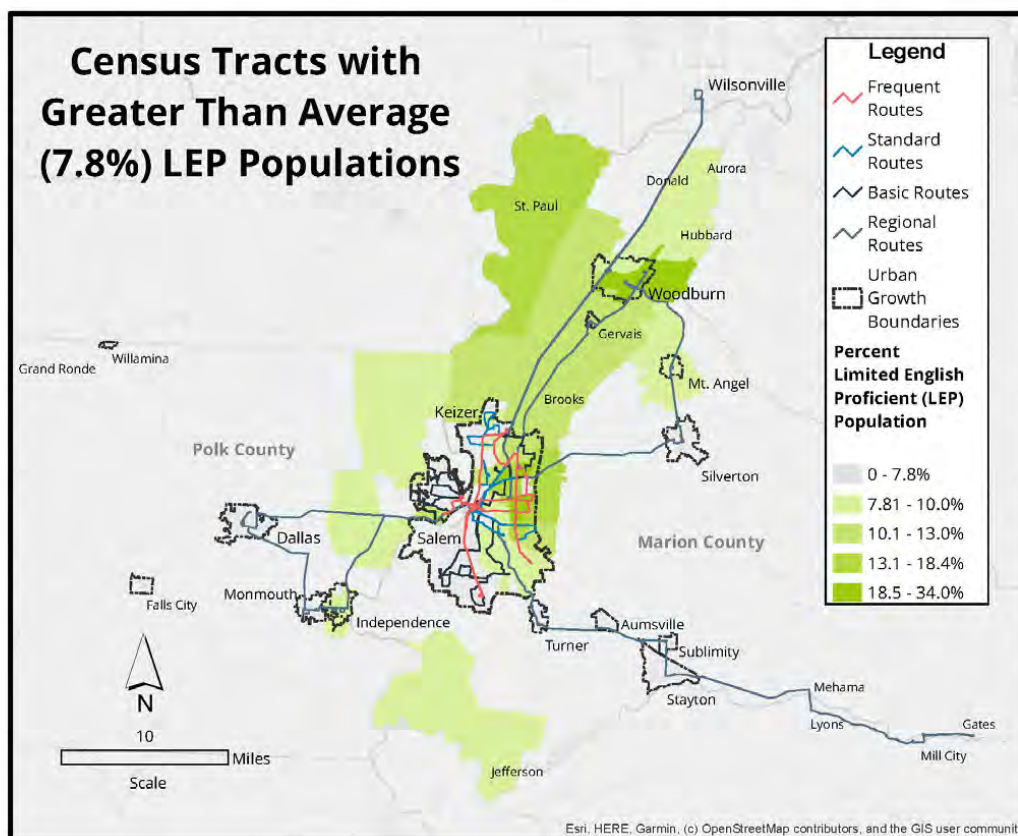 Census Tracts with
Greater Than Average
(7.8%) LEP Populations
Legend
Frequent
Routes
Standard
Routes
Basic Routes
Regional
Routes
Urban
Growth
Boundaries
Percent
Limited English
Proficient (LEP)
Population
0 - 7.8%
7.81 - 10.0%
10.1 - 13.0%
13.1 - 18.4%
18.5 - 34.0%
Wilsonville
Aurora
Donald
St. Paul
Hubbard
Woodburn
Gervais
Willamina
Grand Ronde
Mt. Angel
Brooks
Keizer
Polk County
Silverton
Salem
Marion County
Dallas
Falls City
Monmouth
Independence
Turner
Aumsville
Sublimity
Stayton
Mehama
Lyons
Gates
Mill City
Jefferson
N
10
Miles
Scale
Esri, HERE, Garmin, (c) OpenStreetMap contributors, and the GIS user communit